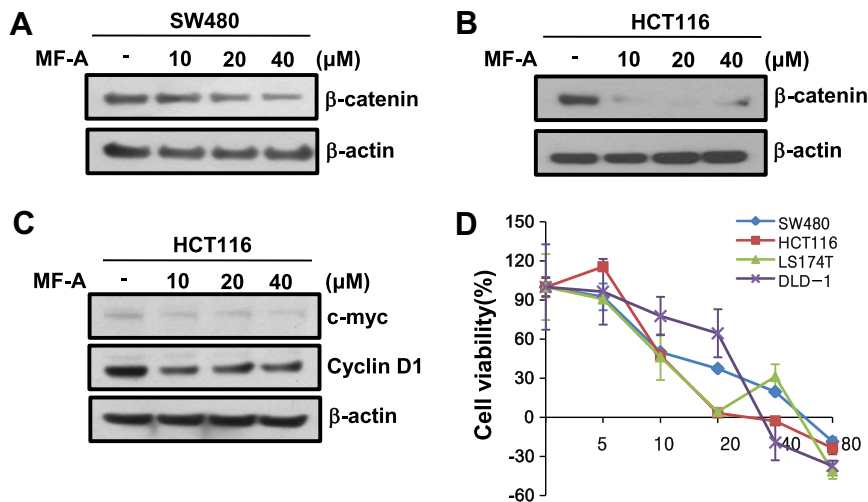 A
SW480
MF-A - 10 20 40 (μM)
β-catenin
β-actin
B
HCT116
MF-A - 10 20 40 (μM)
β-catenin
β-actin
C
HCT116
MF-A - 10 20 40 (μM)
c-myc
Cyclin D1
β-actin
D
Cell viability(%)
150
120
90
60
30
0
-30
-60
5 10 20 40 80
SW480
HCT116
LS174T
DLD-1